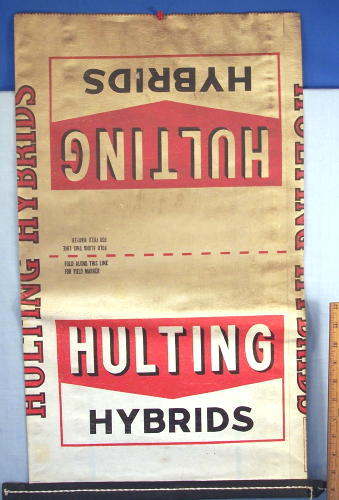 HYBRIDS
HULTING
FOLD ALONG THIS LINE
FOR FIELD MARKER
FOLD ALONG THIS LINE
FOR FIELD MARKER
HULTING
HYBRIDS
HULTING HYBRIDS
HULTING HYBRIDS